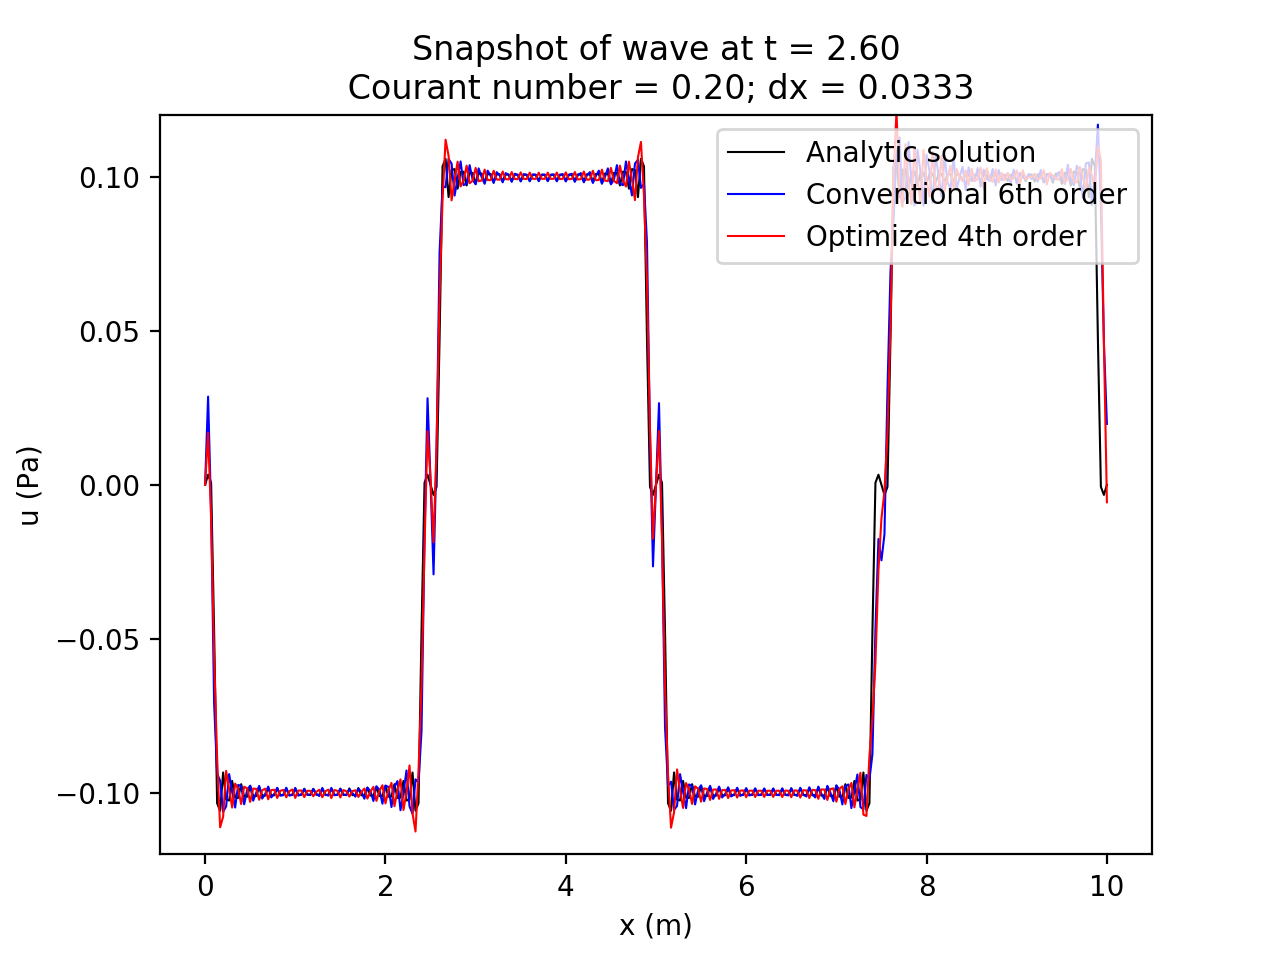 Snapshot of wave at t = 2.60
Courant number = 0.20; dx = 0.0333
Analytic solution
Conventional 6th order
Optimized 4th order
u (Pa)
0.10
0.05
0.00
−0.05
−0.10
0 2 4 6 8 10
x (m)